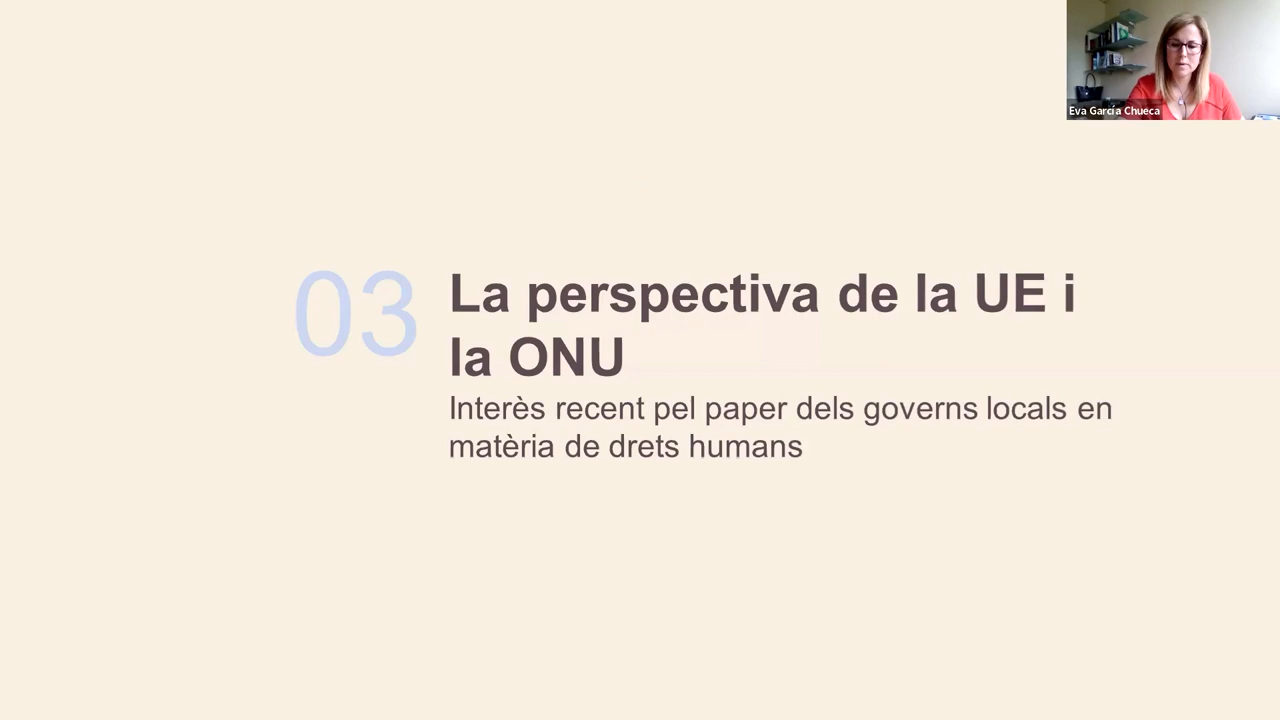 Eva García Chueca
03
La perspectiva de la UE i
la ONU
Interès recent pel paper dels governs locals en
matèria de drets humans